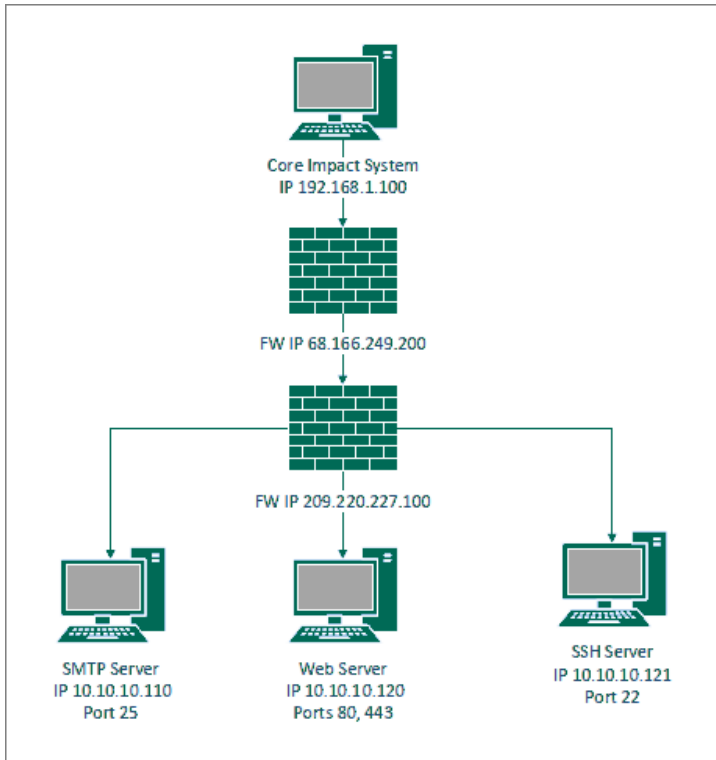 Core Impact System
IP 192.168.1.100
FW IP 68.166.249.200
FW IP 209.220.227.100
SMTP Server
IP 10.10.10.110
Port 25
Web Server
IP 10.10.10.120
Ports 80, 443
SSH Server
IP 10.10.10.121
Port 22